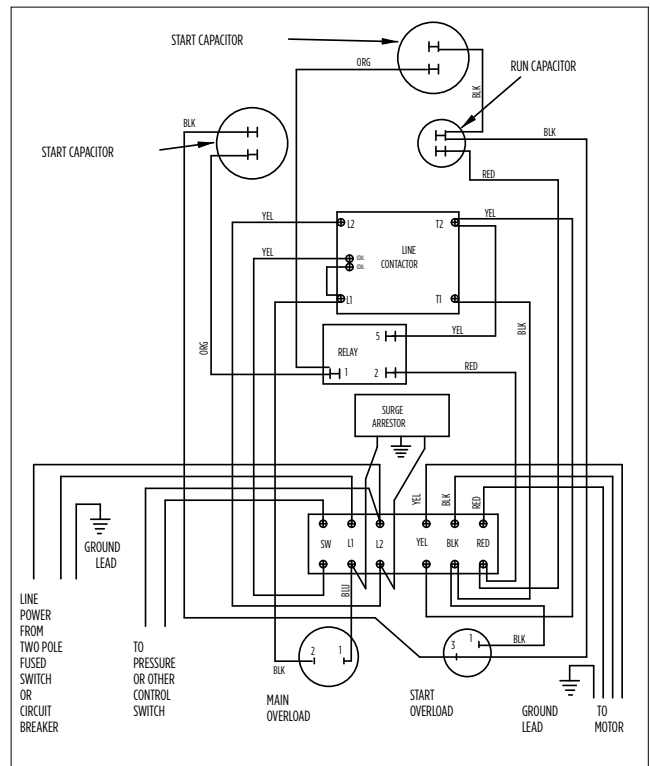 START CAPACITOR
ORG
RUN CAPACITOR
BLK
BLK
BLK
START CAPACITOR
RED
YEL
YEL
L2
T2
YEL
COIL
COIL
LINE
CONTACTOR
L1
T1
ORG
5
YEL
BLK
RELAY
1
2
RED
SURGE
ARRESTOR
YEL
BLK
RED
GROUND
LEAD
SW
L1
L2
YEL
BLK
RED
BLU
LINE
POWER
FROM
TWO POLE
FUSED
SWITCH
OR
CIRCUIT
BREAKER
TO
PRESSURE
OR OTHER
CONTROL
SWITCH
2
1
BLK
MAIN
OVERLOAD
3
1
BLK
START
OVERLOAD
GROUND
LEAD
TO
MOTOR